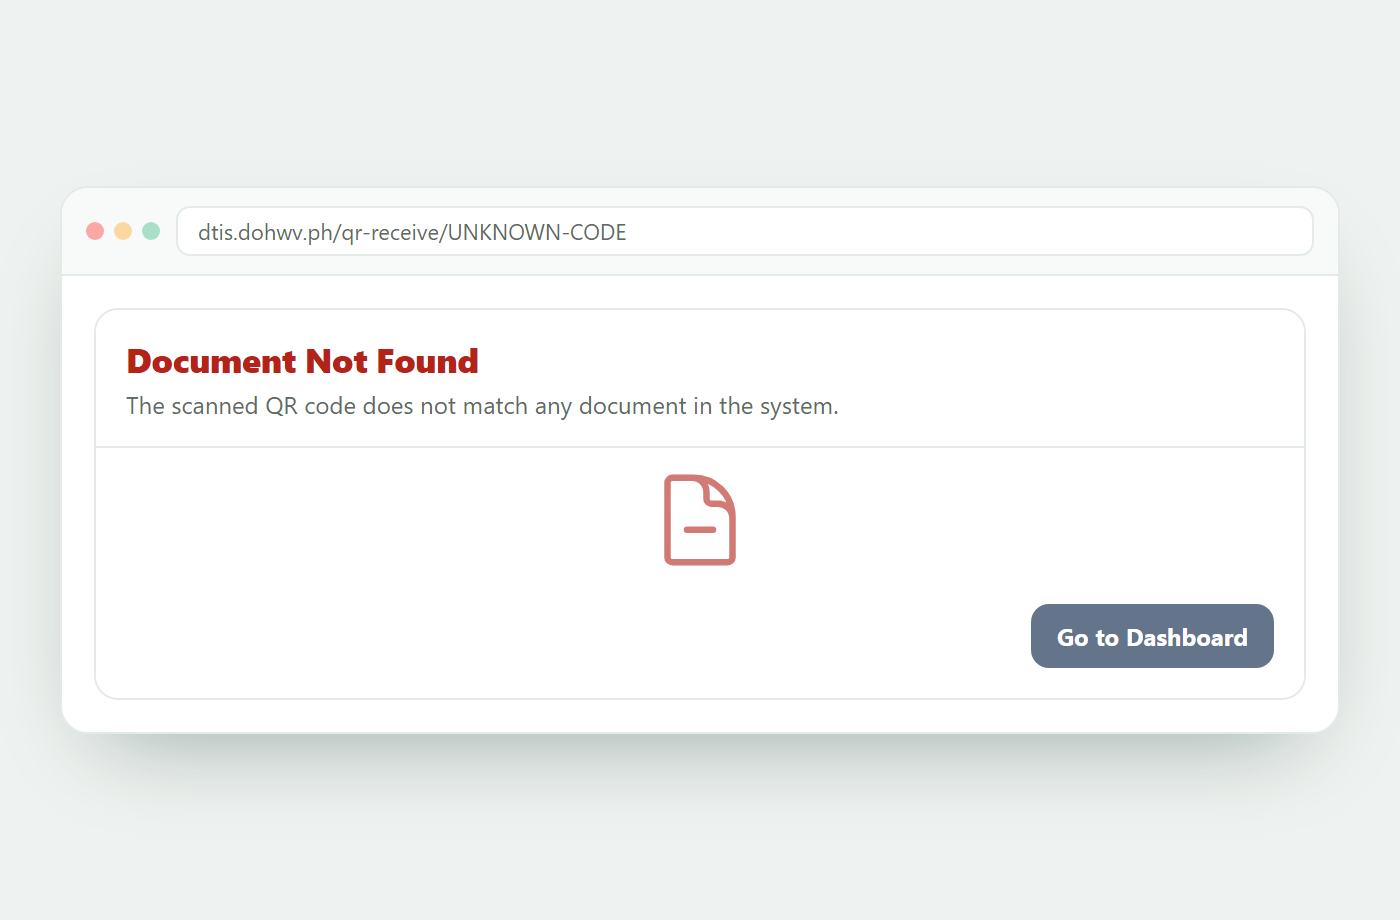 dtis.dohwv.ph/qr-receive/UNKNOWN-CODE
Document Not Found
The scanned QR code does not match any document in the system.
Go to Dashboard